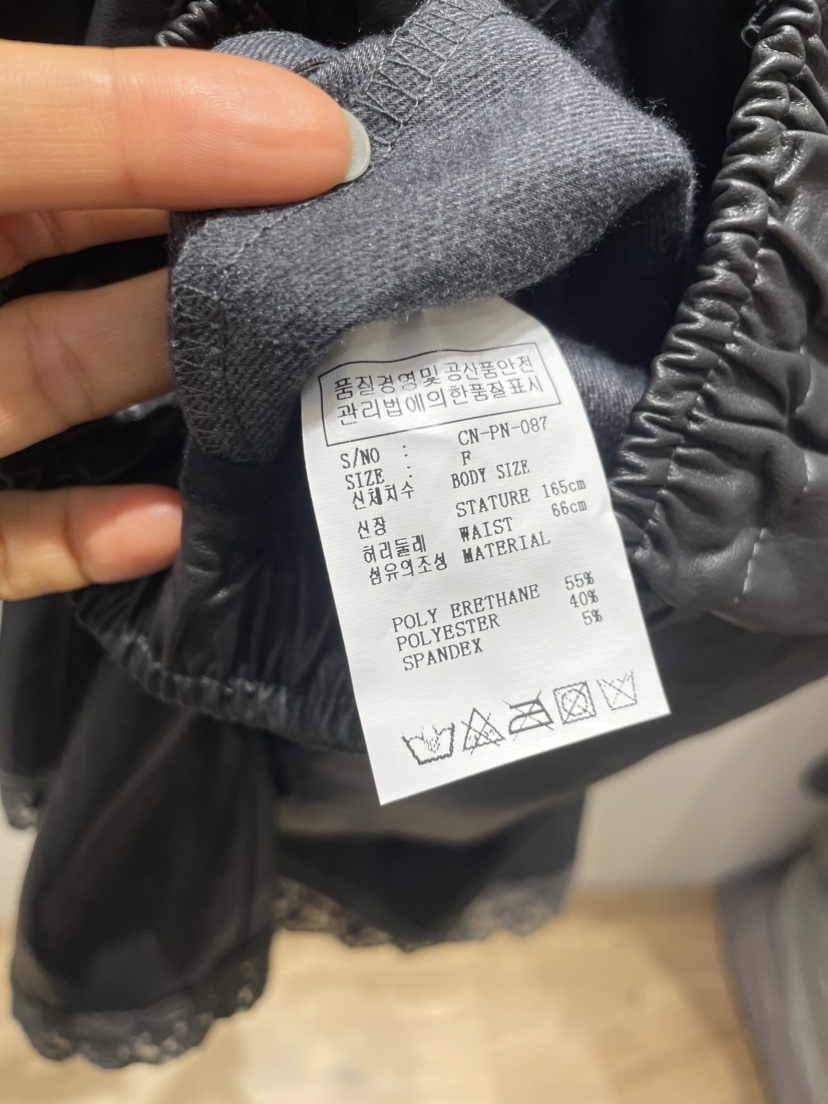 품질경영및공산품안전
관리법에의한품질표시
S/NO : CN-PN-087
SIZE : F
신체치수 BODY SIZE
신장 STATURE 165cm
허리둘레 WAIST 66cm
섬유의조성 MATERIAL
POLY ERETHANE 55%
POLYESTER 40%
SPANDEX 5%